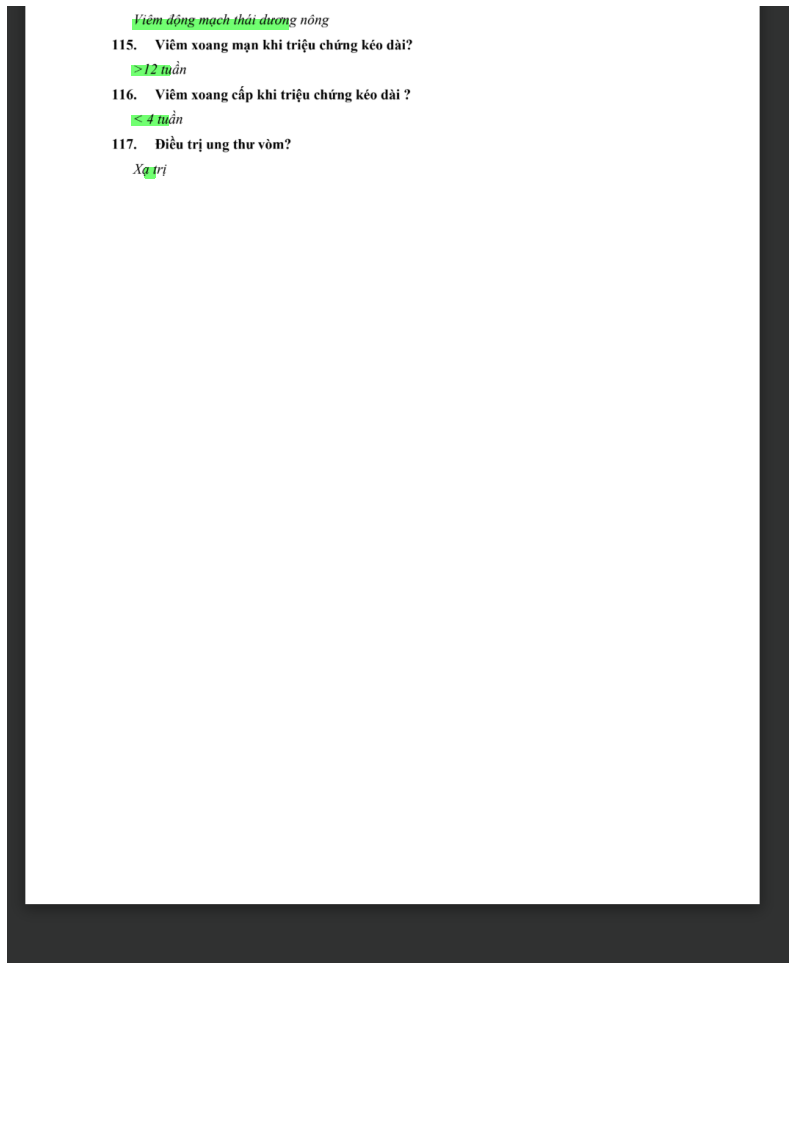 Viêm động mạch thái dương nông
115. Viêm xoang mạn khi triệu chứng kéo dài?
>12 tuần
116. Viêm xoang cấp khi triệu chứng kéo dài ?
< 4 tuần
117. Điều trị ung thư vòm?
Xạ trị